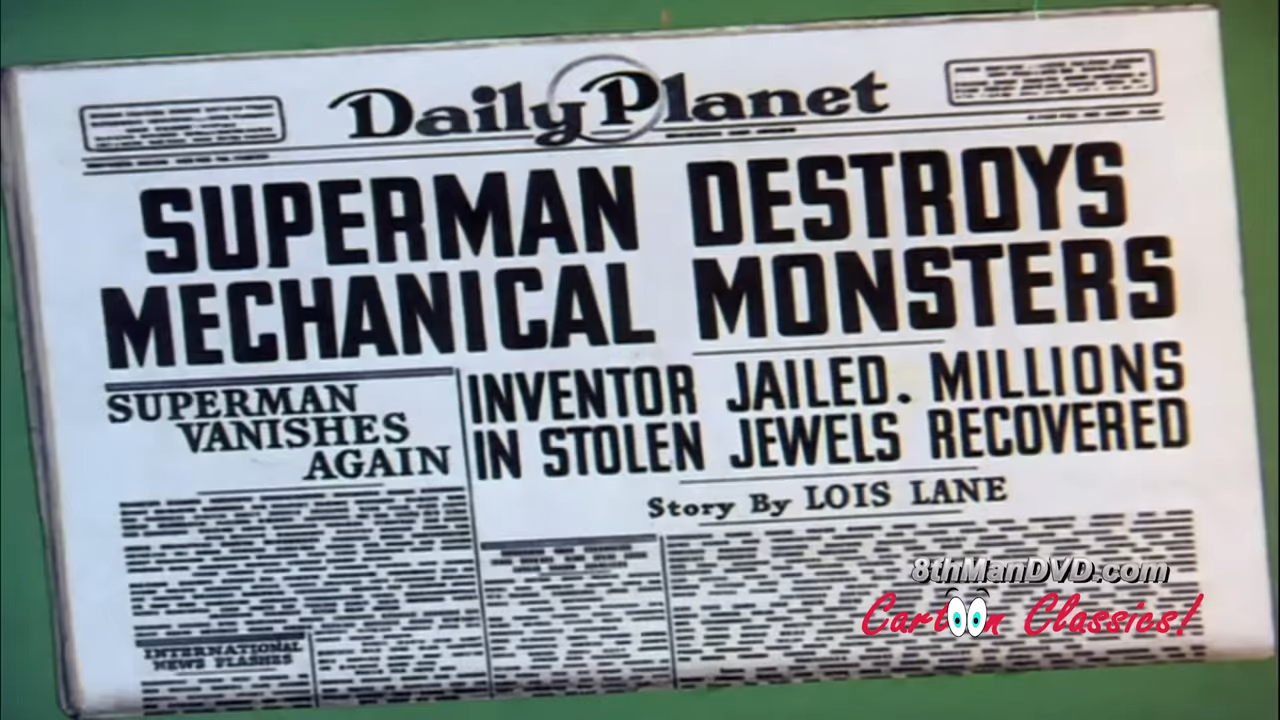 Daily Planet
SUPERMAN DESTROYS
MECHANICAL MONSTERS
SUPERMAN
VANISHES
AGAIN
INVENTOR JAILED. MILLIONS
IN STOLEN JEWELS RECOVERED
Story By LOIS LANE
INTERNATIONAL
NEWS FLASHES
8thManDVD.com
Cartoon Classics!